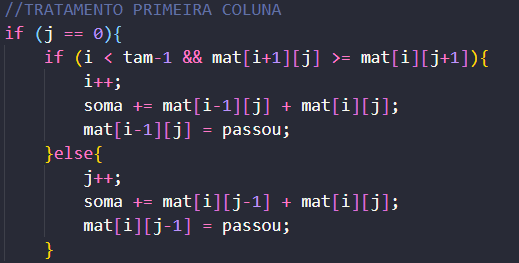 //TRATAMENTO PRIMEIRA COLUNA
if (j == 0){
    if (i < tam-1 && mat[i+1][j] >= mat[i][j+1]){
        i++;
        soma += mat[i-1][j] + mat[i][j];
        mat[i-1][j] = passou;
    }else{
        j++;
        soma += mat[i][j-1] + mat[i][j];
        mat[i][j-1] = passou;
    }